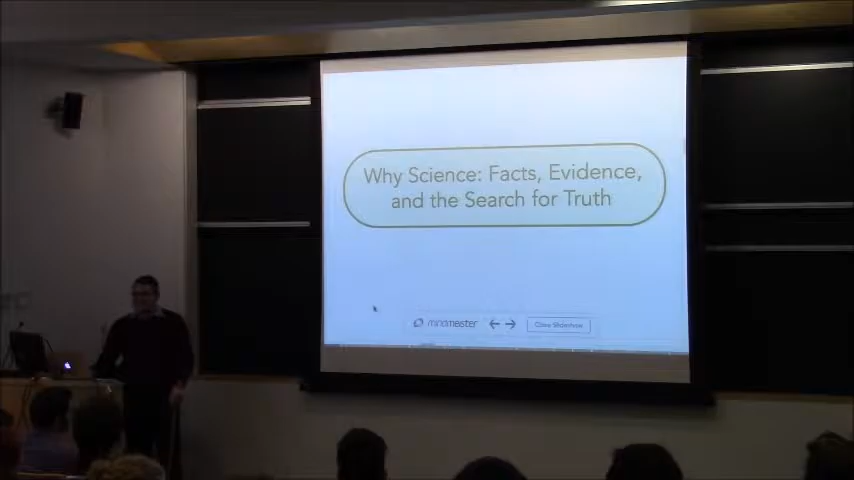 Why Science: Facts, Evidence,
and the Search for Truth
mindmeister
Close Slideshow